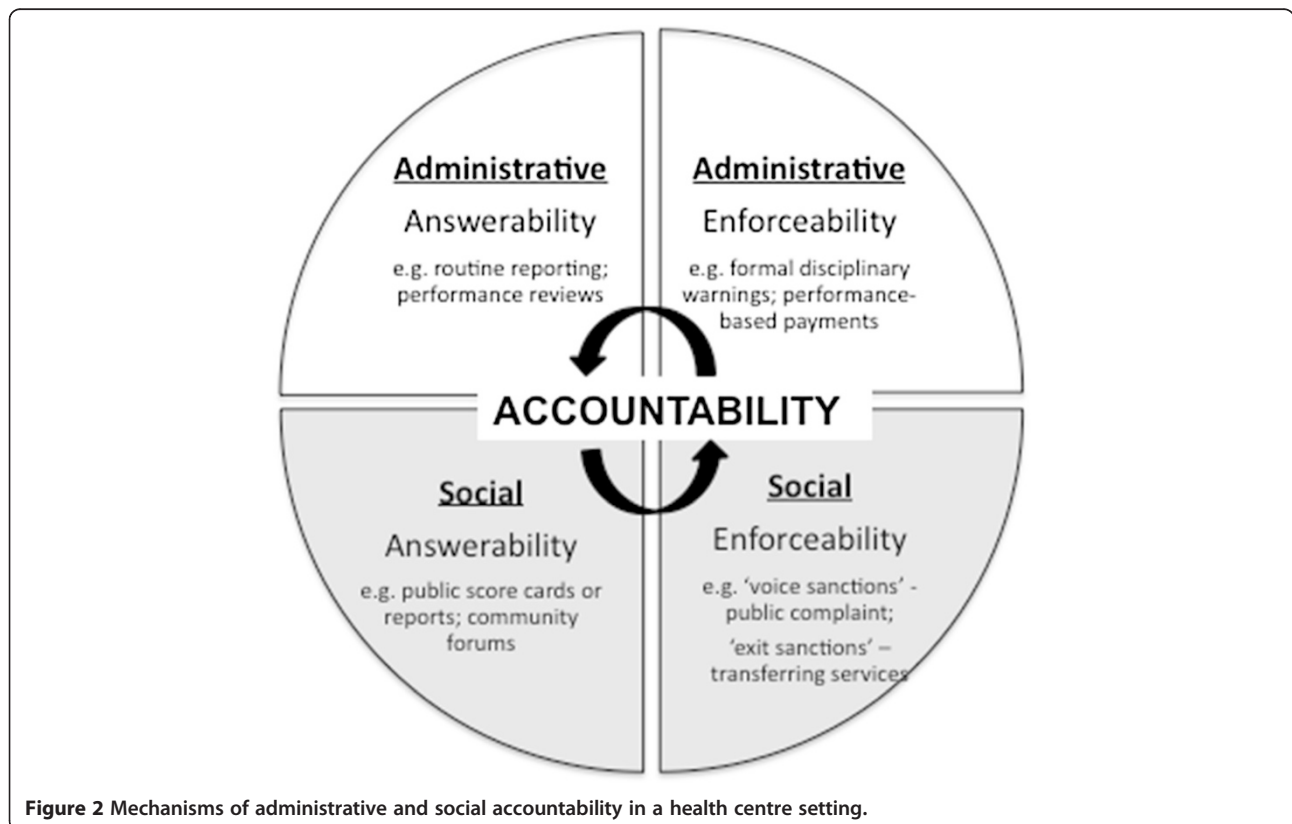 Administrative
Answerability
e.g. routine reporting;
performance reviews
Administrative
Enforceability
e.g. formal disciplinary
warnings; performance-
based payments
ACCOUNTABILITY
Social
Answerability
e.g. public score cards or
reports; community
forums
Social
Enforceability
e.g. ‘voice sanctions’ -
public complaint;
‘exit sanctions’ –
transferring services
Figure 2 Mechanisms of administrative and social accountability in a health centre setting.